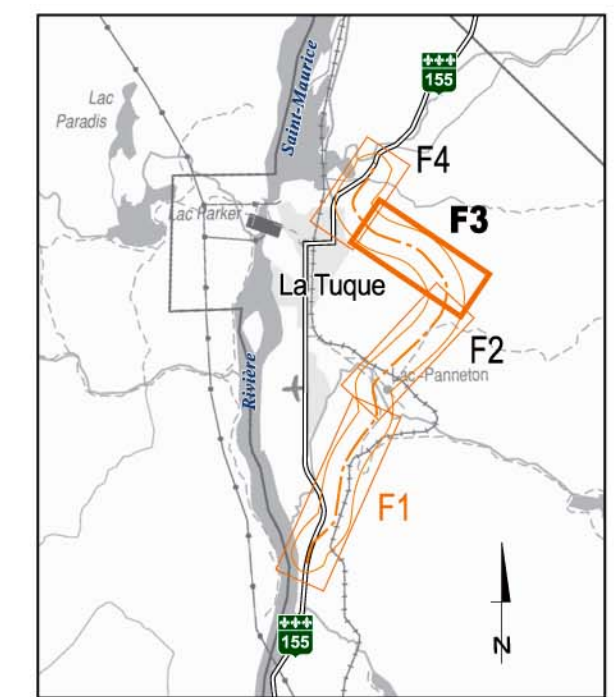 155
Lac
Paradis
Saint-Maurice
F4
Lac Parker
F3
La Tuque
F2
Rivière
Lac Panneton
F1
155
N